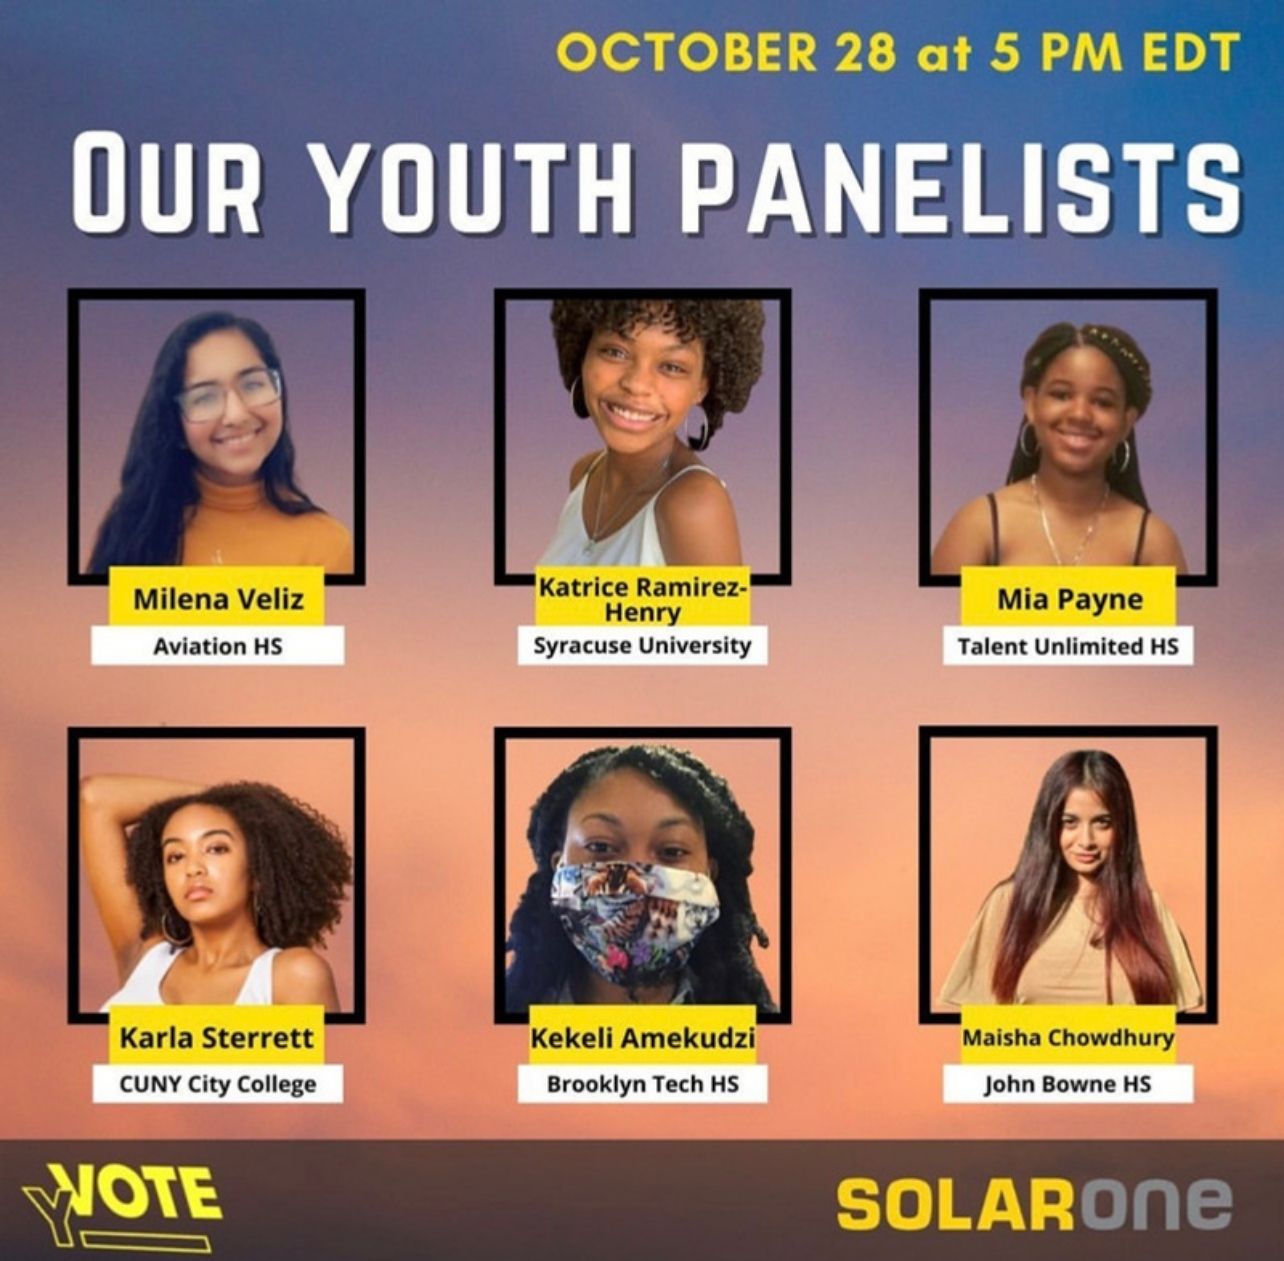 OCTOBER 28 at 5 PM EDT
OUR YOUTH PANELISTS
Milena Veliz
Aviation HS
Katrice Ramirez-
Henry
Syracuse University
Mia Payne
Talent Unlimited HS
Karla Sterrett
CUNY City College
Kekeli Amekudzi
Brooklyn Tech HS
Maisha Chowdhury
John Bowne HS
YVOTE
SOLARone